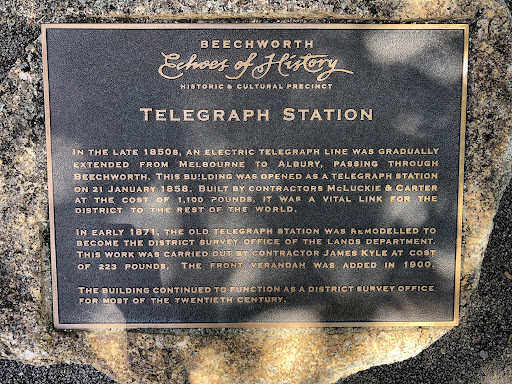 BEECHWORTH
Echoes of History
HISTORIC & CULTURAL PRECINCT
TELEGRAPH STATION
IN THE LATE 1850S, AN ELECTRIC TELEGRAPH LINE WAS GRADUALLY
EXTENDED FROM MELBOURNE TO ALBURY, PASSING THROUGH
BEECHWORTH. THIS BUILDING WAS OPENED AS A TELEGRAPH STATION
ON 21 JANUARY 1858. BUILT BY CONTRACTORS MCLUCKIE & CARTER
AT THE COST OF 1,100 POUNDS, IT WAS A VITAL LINK FOR THE
DISTRICT TO THE REST OF THE WORLD.
IN EARLY 1871, THE OLD TELEGRAPH STATION WAS REMODELLED TO
BECOME THE DISTRICT SURVEY OFFICE OF THE LANDS DEPARTMENT.
THIS WORK WAS CARRIED OUT BY CONTRACTOR JAMES KYLE AT COST
OF 223 POUNDS. THE FRONT VERANDAH WAS ADDED IN 1900.
THE BUILDING CONTINUED TO FUNCTION AS A DISTRICT SURVEY OFFICE
FOR MOST OF THE TWENTIETH CENTURY.